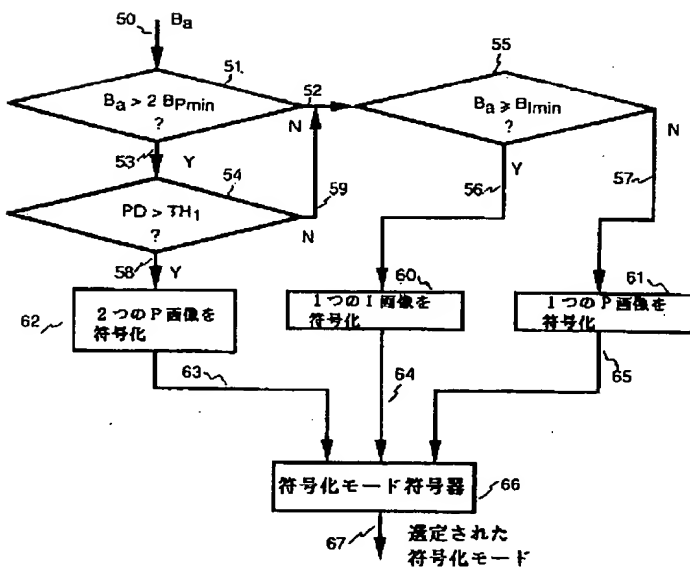 50
Ba
51
Ba > 2 BPmin
?
52
N
53
Y
54
PD > TH1
?
59
N
58
Y
55
Ba ≥ BImin
?
N
56
Y
57
62
2つのP画像を
符号化
60
1つのI画像を
符号化
61
1つのP画像を
符号化
63
64
65
符号化モード符号器
66
67
選定された
符号化モード